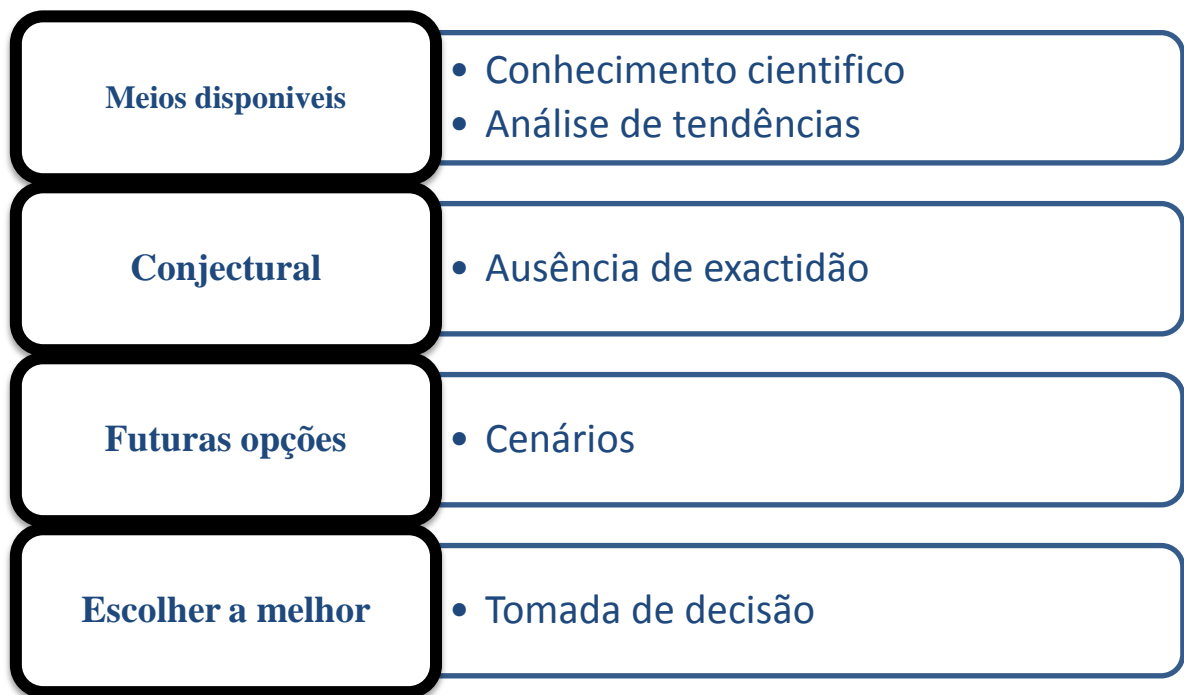 Meios disponiveis
• Conhecimento cientifico
• Análise de tendências
Conjectural
• Ausência de exactidão
Futuras opções
• Cenários
Escolher a melhor
• Tomada de decisão